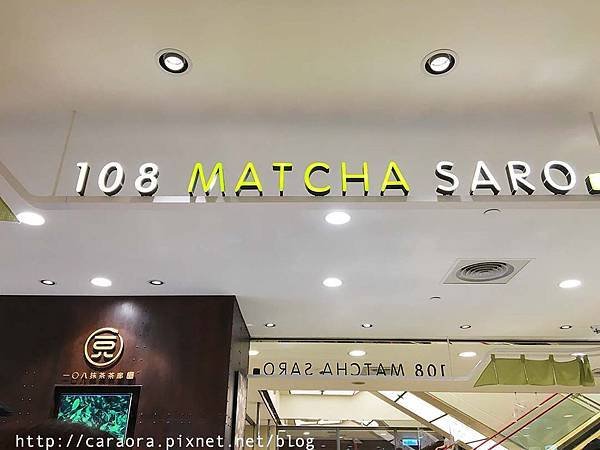 108 MATCHA SARO
一〇八抹茶茶廊
108 MATCHA SARO
http://caraora.pixnet.net/blog